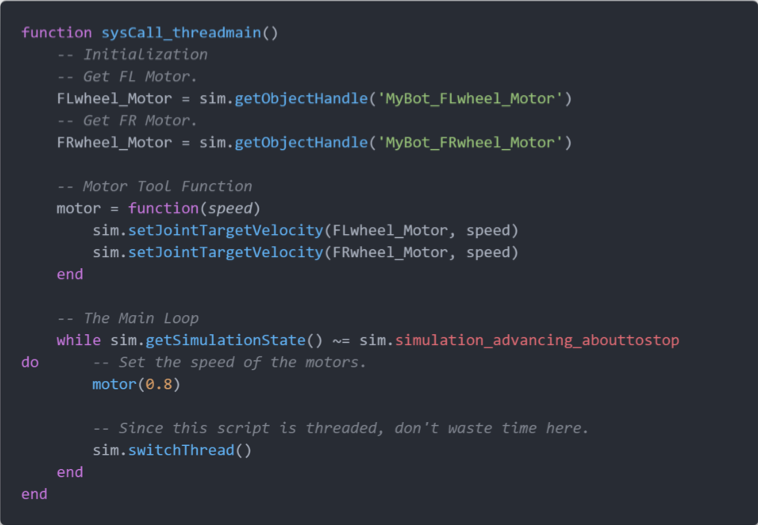 function sysCall_threadmain()
    -- Initialization
    -- Get FL Motor.
    FLwheel_Motor = sim.getObjectHandle('MyBot_FLwheel_Motor')
    -- Get FR Motor.
    FRwheel_Motor = sim.getObjectHandle('MyBot_FRwheel_Motor')

    -- Motor Tool Function
    motor = function(speed)
        sim.setJointTargetVelocity(FLwheel_Motor, speed)
        sim.setJointTargetVelocity(FRwheel_Motor, speed)
    end

    -- The Main Loop
    while sim.getSimulationState() ~= sim.simulation_advancing_abouttostop
do      -- Set the speed of the motors.
        motor(0.8)

        -- Since this script is threaded, don't waste time here.
        sim.switchThread()
    end
end